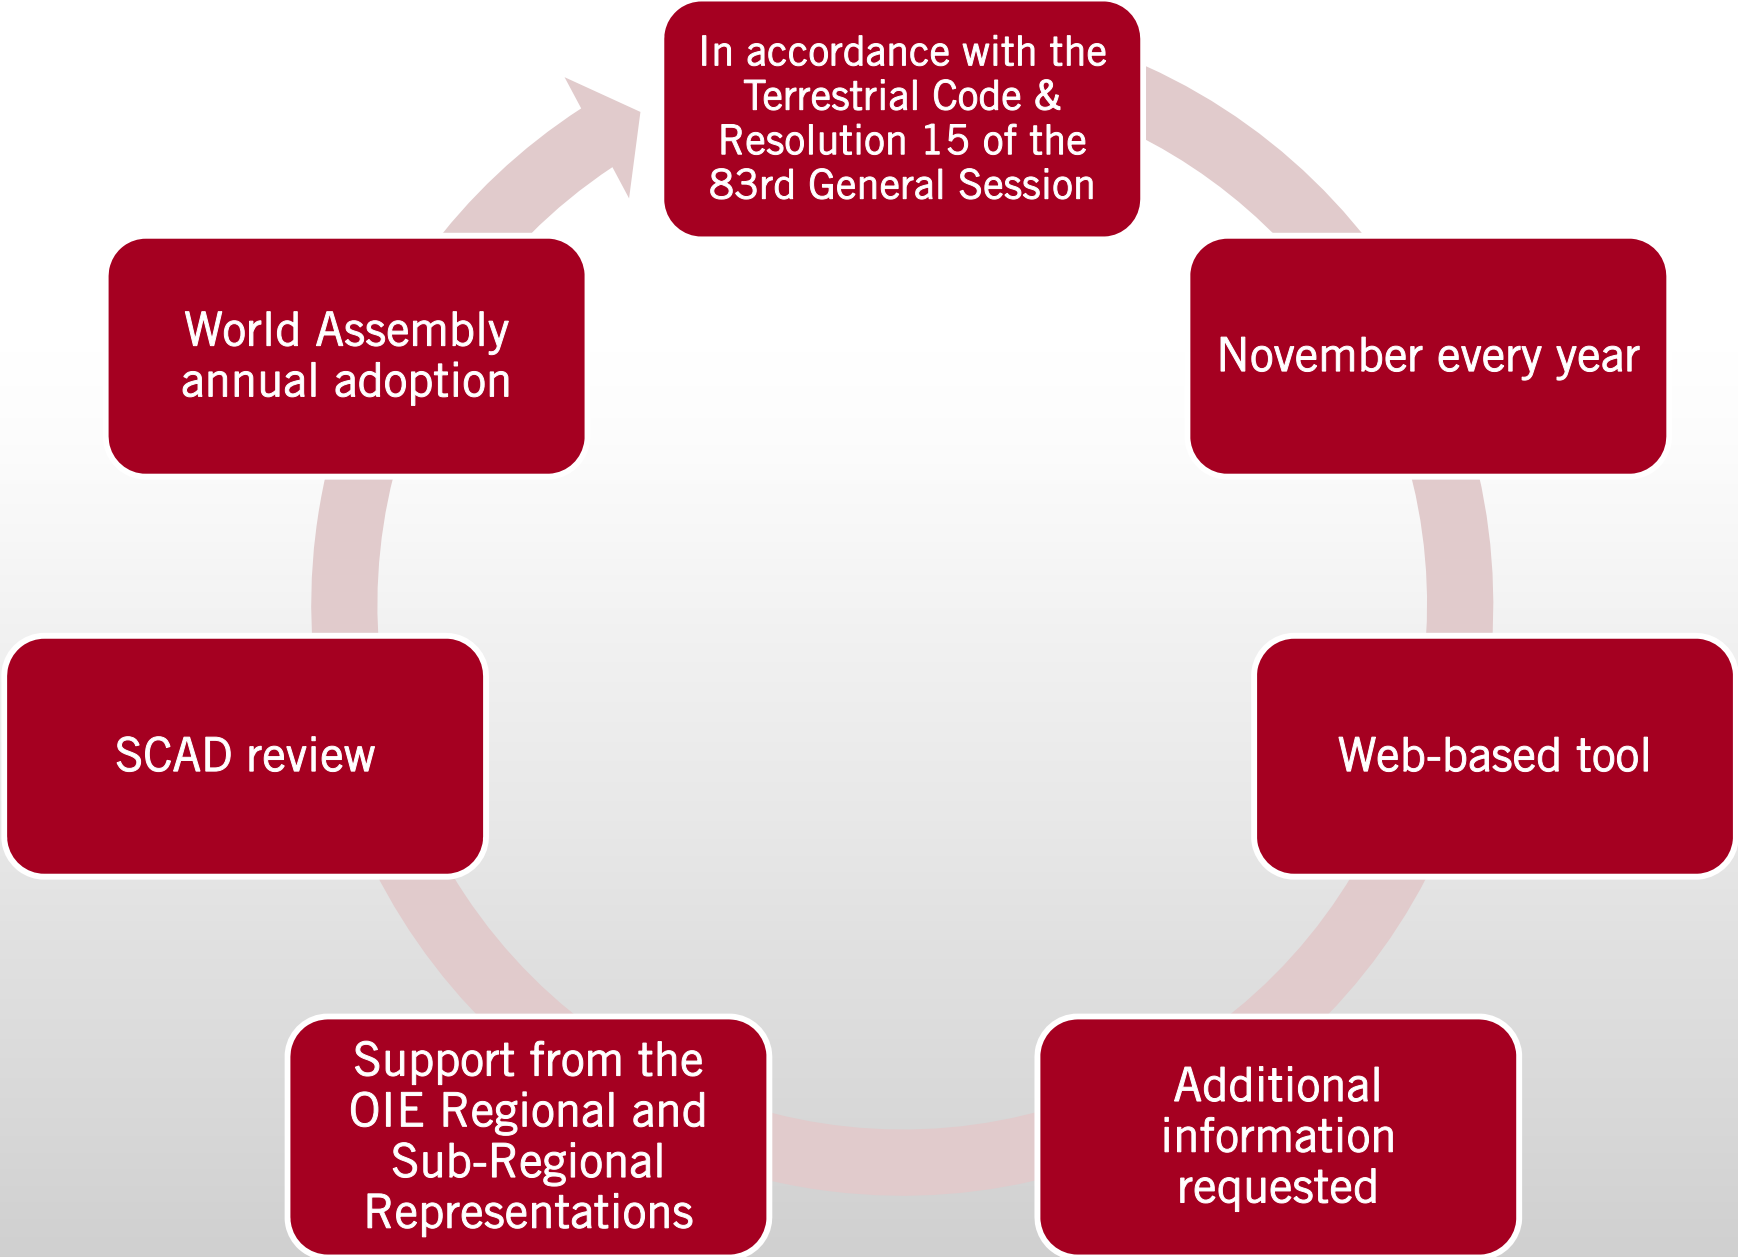 In accordance with the
Terrestrial Code &
Resolution 15 of the
83rd General Session
November every year
Web-based tool
Additional
information
requested
Support from the
OIE Regional and
Sub-Regional
Representations
SCAD review
World Assembly
annual adoption